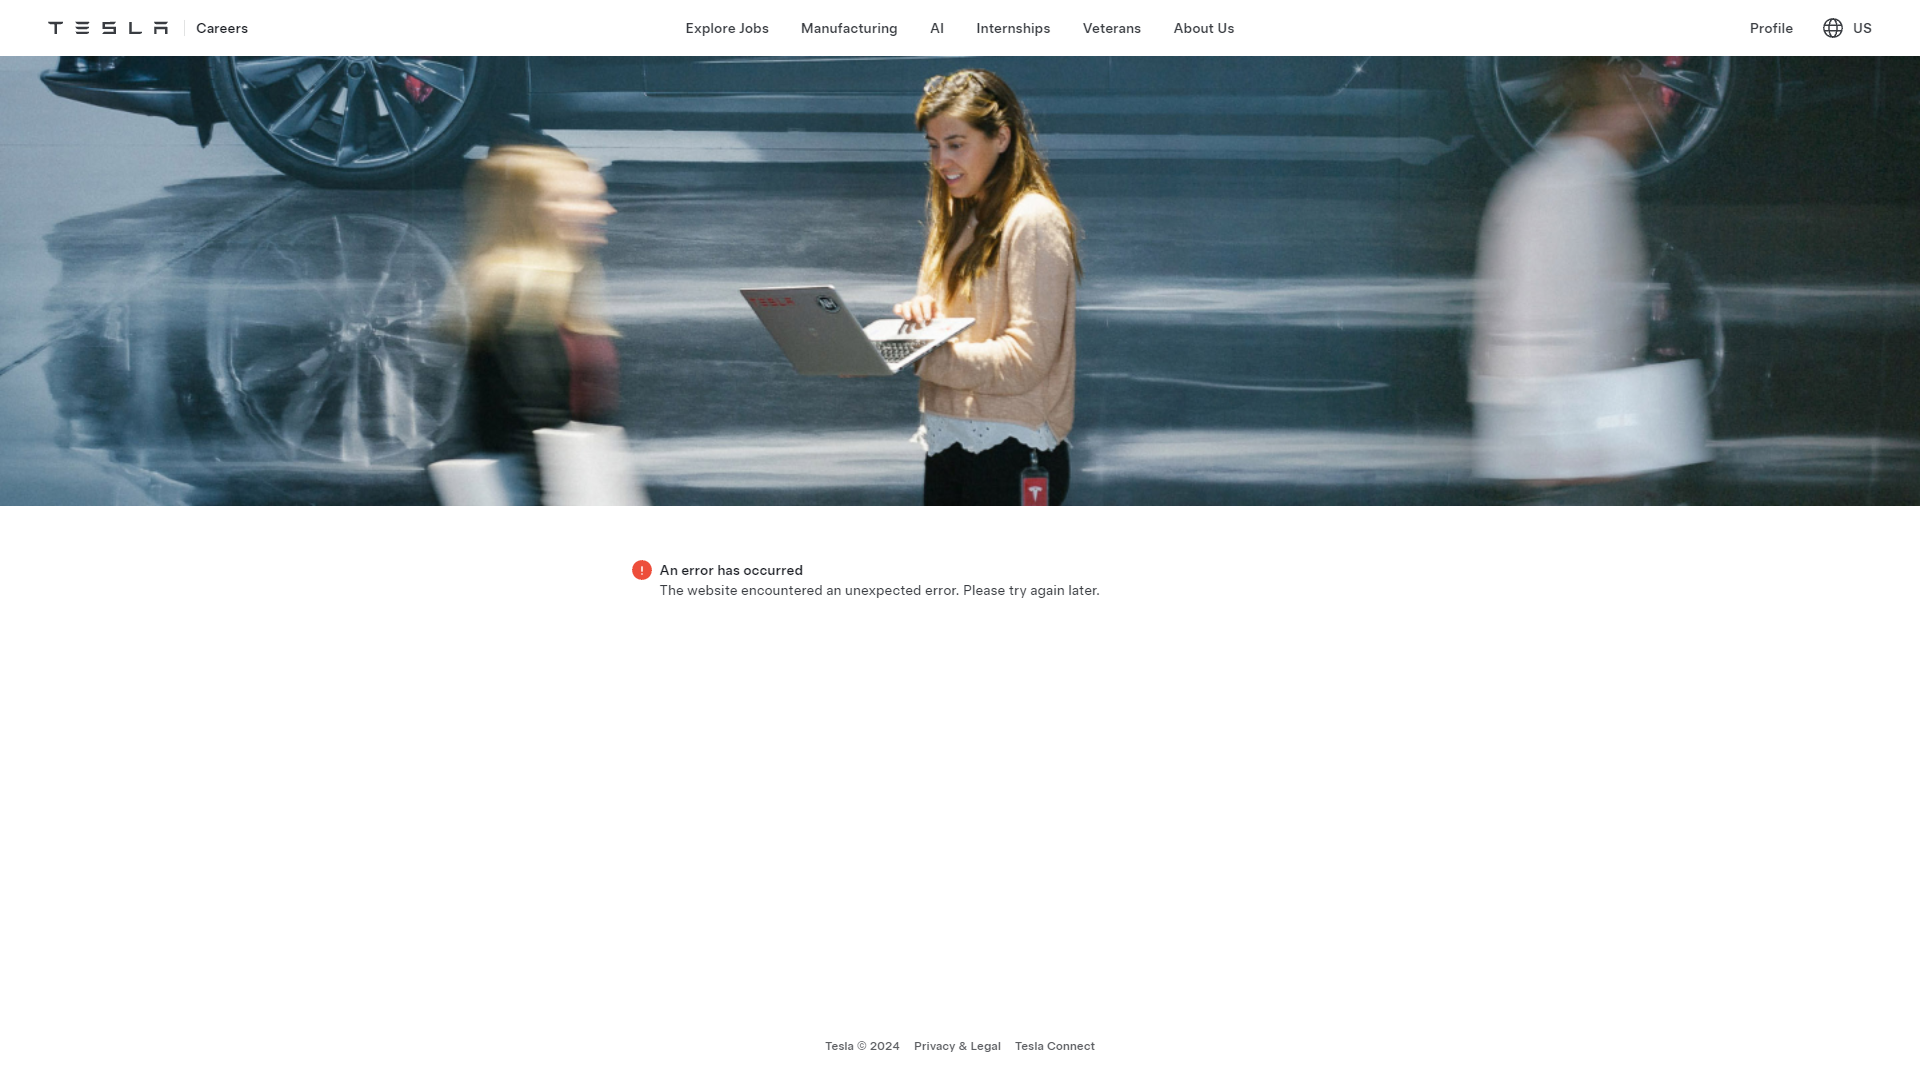 TESLA
Careers
Explore Jobs
Manufacturing
AI
Internships
Veterans
About Us
Profile
US
TESLA
An error has occurred
The website encountered an unexpected error. Please try again later.
Tesla © 2024
Privacy & Legal
Tesla Connect